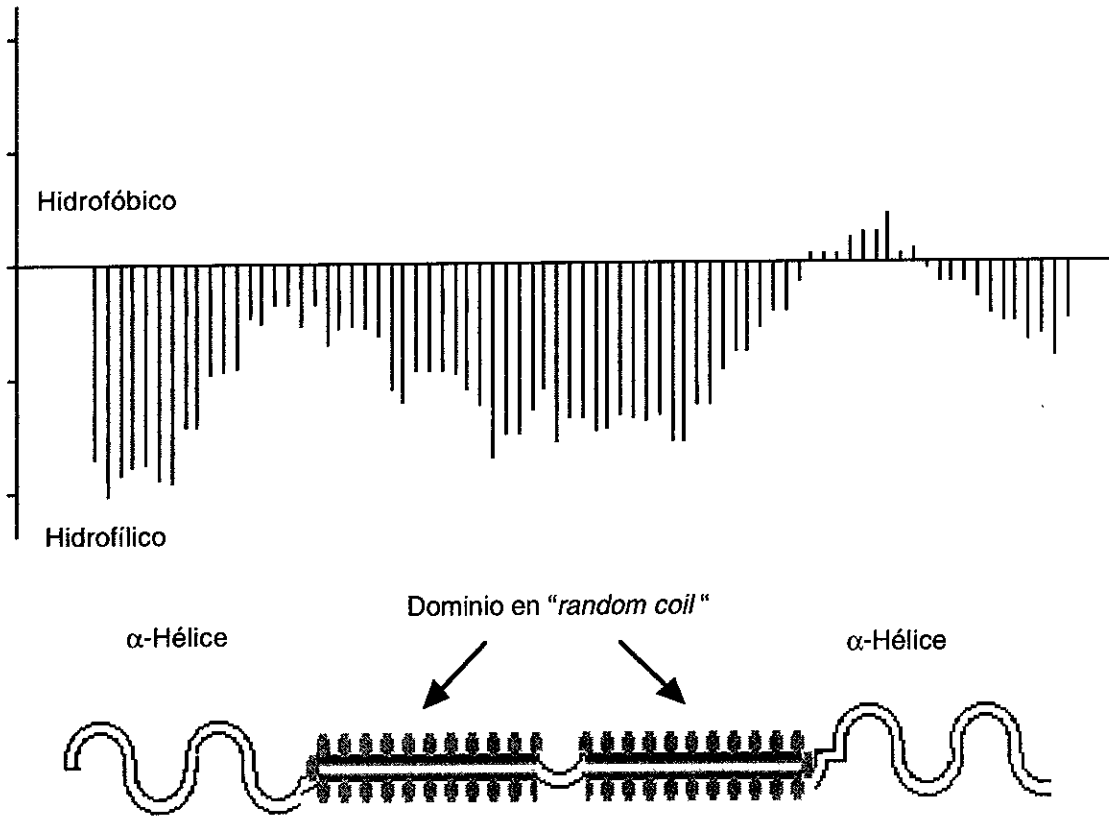 Hidrofóbico
Hidrofílico
Dominio en “random coil“
α-Hélice
α-Hélice